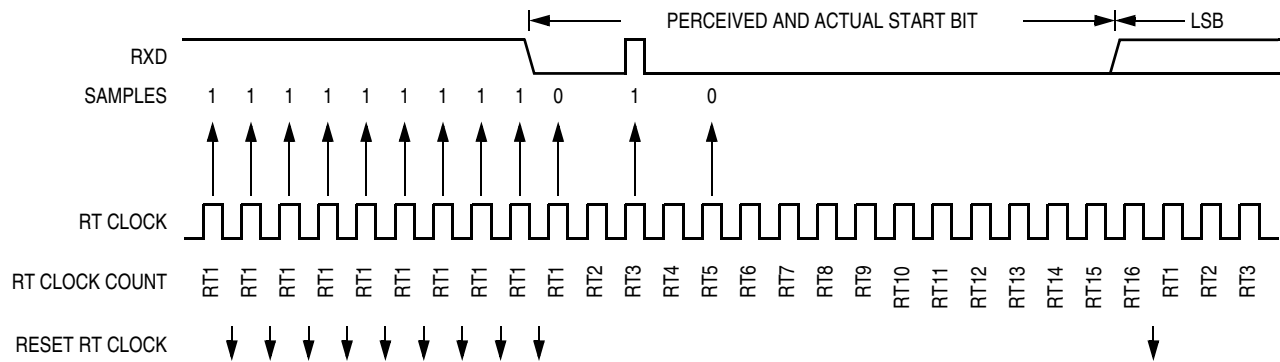 PERCEIVED AND ACTUAL START BIT LSB
RXD
SAMPLES 1 1 1 1 1 1 1 1 1 0 1 0
RT CLOCK
RT CLOCK COUNT RT1 RT1 RT1 RT1 RT1 RT1 RT1 RT1 RT1 RT1 RT2 RT3 RT4 RT5 RT6 RT7 RT8 RT9 RT10 RT11 RT12 RT13 RT14 RT15 RT16 RT1 RT2 RT3
RESET RT CLOCK